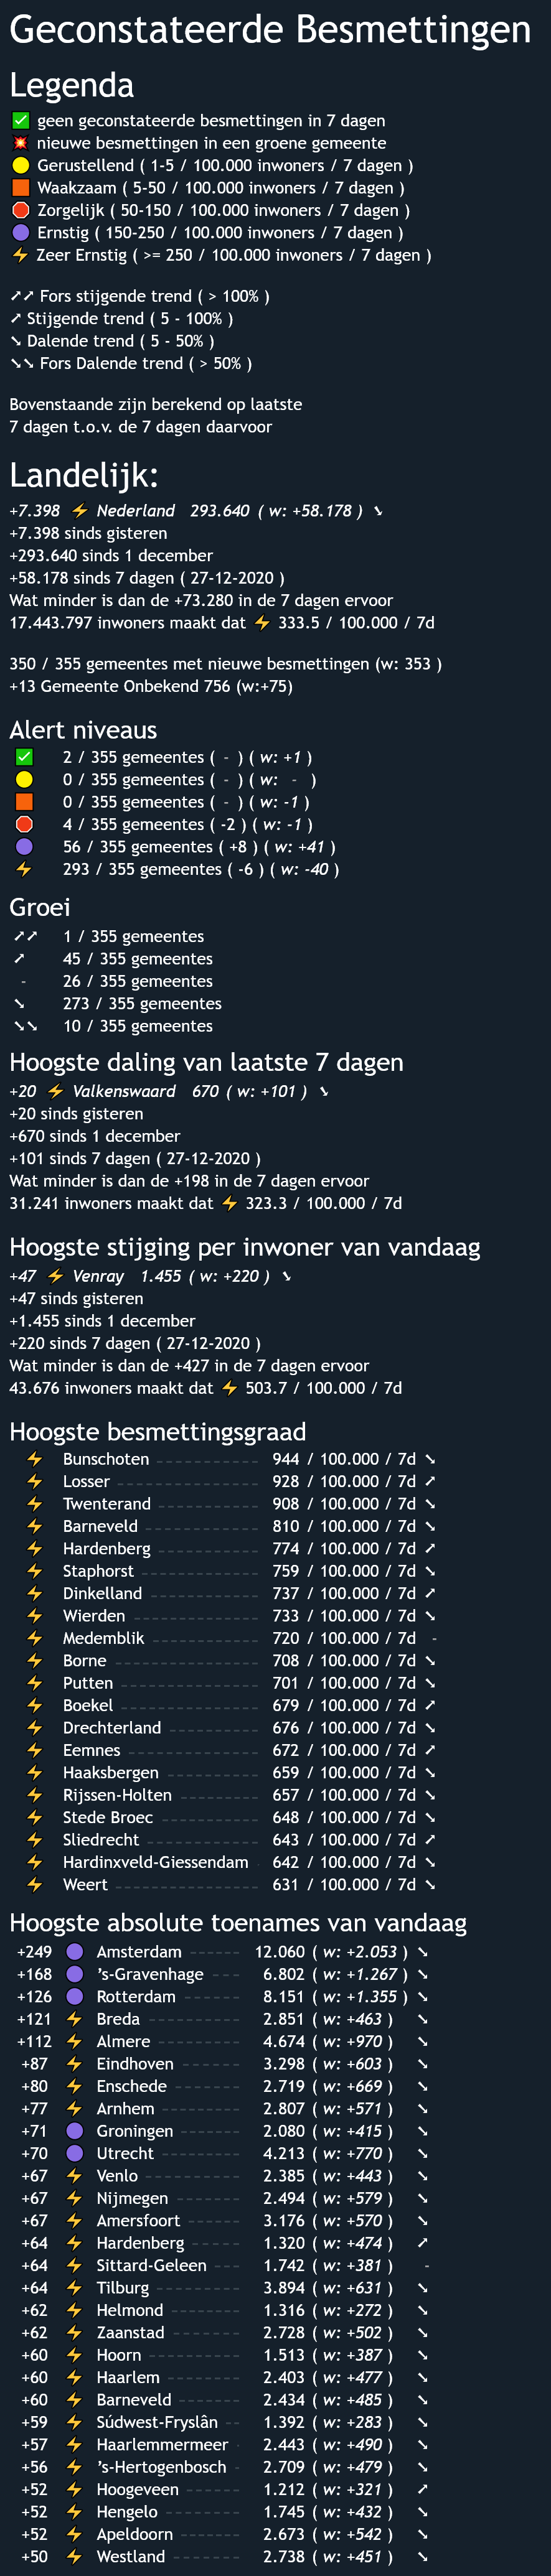 Geconstateerde Besmettingen
Legenda
✅ geen geconstateerde besmettingen in 7 dagen
💥 nieuwe besmettingen in een groene gemeente
🟡 Gerustellend ( 1-5 / 100.000 inwoners / 7 dagen )
🟧 Waakzaam ( 5-50 / 100.000 inwoners / 7 dagen )
🛑 Zorgelijk ( 50-150 / 100.000 inwoners / 7 dagen )
🟣 Ernstig ( 150-250 / 100.000 inwoners / 7 dagen )
⚡ Zeer Ernstig ( >= 250 / 100.000 inwoners / 7 dagen )
➚➚ Fors stijgende trend ( > 100% )
➚ Stijgende trend ( 5 - 100% )
➘ Dalende trend ( 5 - 50% )
➘➘ Fors Dalende trend ( > 50% )
Bovenstaande zijn berekend op laatste
7 dagen t.o.v. de 7 dagen daarvoor
Landelijk:
+7.398 ⚡ Nederland 293.640 ( w: +58.178 ) ➘
+7.398 sinds gisteren
+293.640 sinds 1 december
+58.178 sinds 7 dagen ( 27-12-2020 )
Wat minder is dan de +73.280 in de 7 dagen ervoor
17.443.797 inwoners maakt dat ⚡ 333.5 / 100.000 / 7d
350 / 355 gemeentes met nieuwe besmettingen (w: 353 )
+13 Gemeente Onbekend 756 (w:+75)
Alert niveaus
✅ 2 / 355 gemeentes ( - ) ( w: +1 )
🟡 0 / 355 gemeentes ( - ) ( w: - )
🟧 0 / 355 gemeentes ( - ) ( w: -1 )
🛑 4 / 355 gemeentes ( -2 ) ( w: -1 )
🟣 56 / 355 gemeentes ( +8 ) ( w: +41 )
⚡ 293 / 355 gemeentes ( -6 ) ( w: -40 )
Groei
➚➚ 1 / 355 gemeentes
➚ 45 / 355 gemeentes
- 26 / 355 gemeentes
➘ 273 / 355 gemeentes
➘➘ 10 / 355 gemeentes
Hoogste daling van laatste 7 dagen
+20 ⚡ Valkenswaard 670 ( w: +101 ) ➘
+20 sinds gisteren
+670 sinds 1 december
+101 sinds 7 dagen ( 27-12-2020 )
Wat minder is dan de +198 in de 7 dagen ervoor
31.241 inwoners maakt dat ⚡ 323.3 / 100.000 / 7d
Hoogste stijging per inwoner van vandaag
+47 ⚡ Venray 1.455 ( w: +220 ) ➘
+47 sinds gisteren
+1.455 sinds 1 december
+220 sinds 7 dagen ( 27-12-2020 )
Wat minder is dan de +427 in de 7 dagen ervoor
43.676 inwoners maakt dat ⚡ 503.7 / 100.000 / 7d
Hoogste besmettingsgraad
⚡ Bunschoten 944 / 100.000 / 7d ➘
⚡ Losser 928 / 100.000 / 7d ➚
⚡ Twenterand 908 / 100.000 / 7d ➘
⚡ Barneveld 810 / 100.000 / 7d ➘
⚡ Hardenberg 774 / 100.000 / 7d ➚
⚡ Staphorst 759 / 100.000 / 7d ➘
⚡ Dinkelland 737 / 100.000 / 7d ➚
⚡ Wierden 733 / 100.000 / 7d ➘
⚡ Medemblik 720 / 100.000 / 7d -
⚡ Borne 708 / 100.000 / 7d ➘
⚡ Putten 701 / 100.000 / 7d ➘
⚡ Boekel 679 / 100.000 / 7d ➚
⚡ Drechterland 676 / 100.000 / 7d ➘
⚡ Eemnes 672 / 100.000 / 7d ➚
⚡ Haaksbergen 659 / 100.000 / 7d ➘
⚡ Rijssen-Holten 657 / 100.000 / 7d ➘
⚡ Stede Broec 648 / 100.000 / 7d ➘
⚡ Sliedrecht 643 / 100.000 / 7d ➚
⚡ Hardinxveld-Giessendam 642 / 100.000 / 7d ➘
⚡ Weert 631 / 100.000 / 7d ➘
Hoogste absolute toenames van vandaag
+249 🟣 Amsterdam 12.060 ( w: +2.053 ) ➘
+168 🟣 's-Gravenhage 6.802 ( w: +1.267 ) ➘
+126 🟣 Rotterdam 8.151 ( w: +1.355 ) ➘
+121 ⚡ Breda 2.851 ( w: +463 ) ➘
+112 ⚡ Almere 4.674 ( w: +970 ) ➘
+87 ⚡ Eindhoven 3.298 ( w: +603 ) ➘
+80 ⚡ Enschede 2.719 ( w: +669 ) ➘
+77 ⚡ Arnhem 2.807 ( w: +571 ) ➘
+71 🟣 Groningen 2.080 ( w: +415 ) ➘
+70 🟣 Utrecht 4.213 ( w: +770 ) ➘
+67 ⚡ Venlo 2.385 ( w: +443 ) ➘
+67 ⚡ Nijmegen 2.494 ( w: +579 ) ➘
+67 ⚡ Amersfoort 3.176 ( w: +570 ) ➘
+64 ⚡ Hardenberg 1.320 ( w: +474 ) ➚
+64 ⚡ Sittard-Geleen 1.742 ( w: +381 ) -
+64 ⚡ Tilburg 3.894 ( w: +631 ) ➘
+62 ⚡ Helmond 1.316 ( w: +272 ) ➘
+62 ⚡ Zaanstad 2.728 ( w: +502 ) ➘
+60 ⚡ Hoorn 1.513 ( w: +387 ) ➘
+60 ⚡ Haarlem 2.403 ( w: +477 ) ➘
+60 ⚡ Barneveld 2.434 ( w: +485 ) ➘
+59 ⚡ Súdwest-Fryslân 1.392 ( w: +283 ) ➘
+57 ⚡ Haarlemmermeer 2.443 ( w: +490 ) ➘
+56 ⚡ 's-Hertogenbosch 2.709 ( w: +479 ) ➘
+52 ⚡ Hoogeveen 1.212 ( w: +321 ) ➚
+52 ⚡ Hengelo 1.745 ( w: +432 ) ➘
+52 ⚡ Apeldoorn 2.673 ( w: +542 ) ➘
+50 ⚡ Westland 2.738 ( w: +451 ) ➘